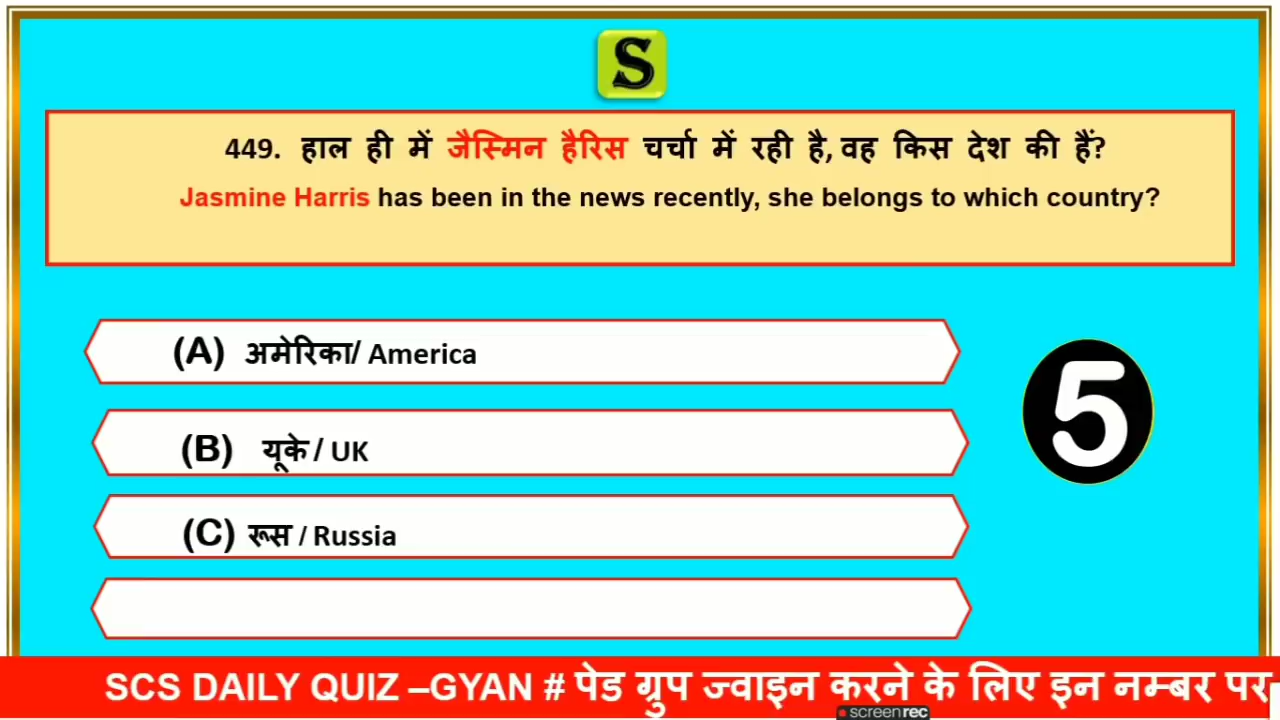 S
449. हाल ही में जैस्मिन हैरिस चर्चा में रही है, वह किस देश की हैं?
Jasmine Harris has been in the news recently, she belongs to which country?
(A) अमेरिका/ America
(B) यूके / UK
(C) रूस / Russia
5
SCS DAILY QUIZ –GYAN # पेड ग्रुप ज्वाइन करने के लिए इन नम्बर पर
screenrec